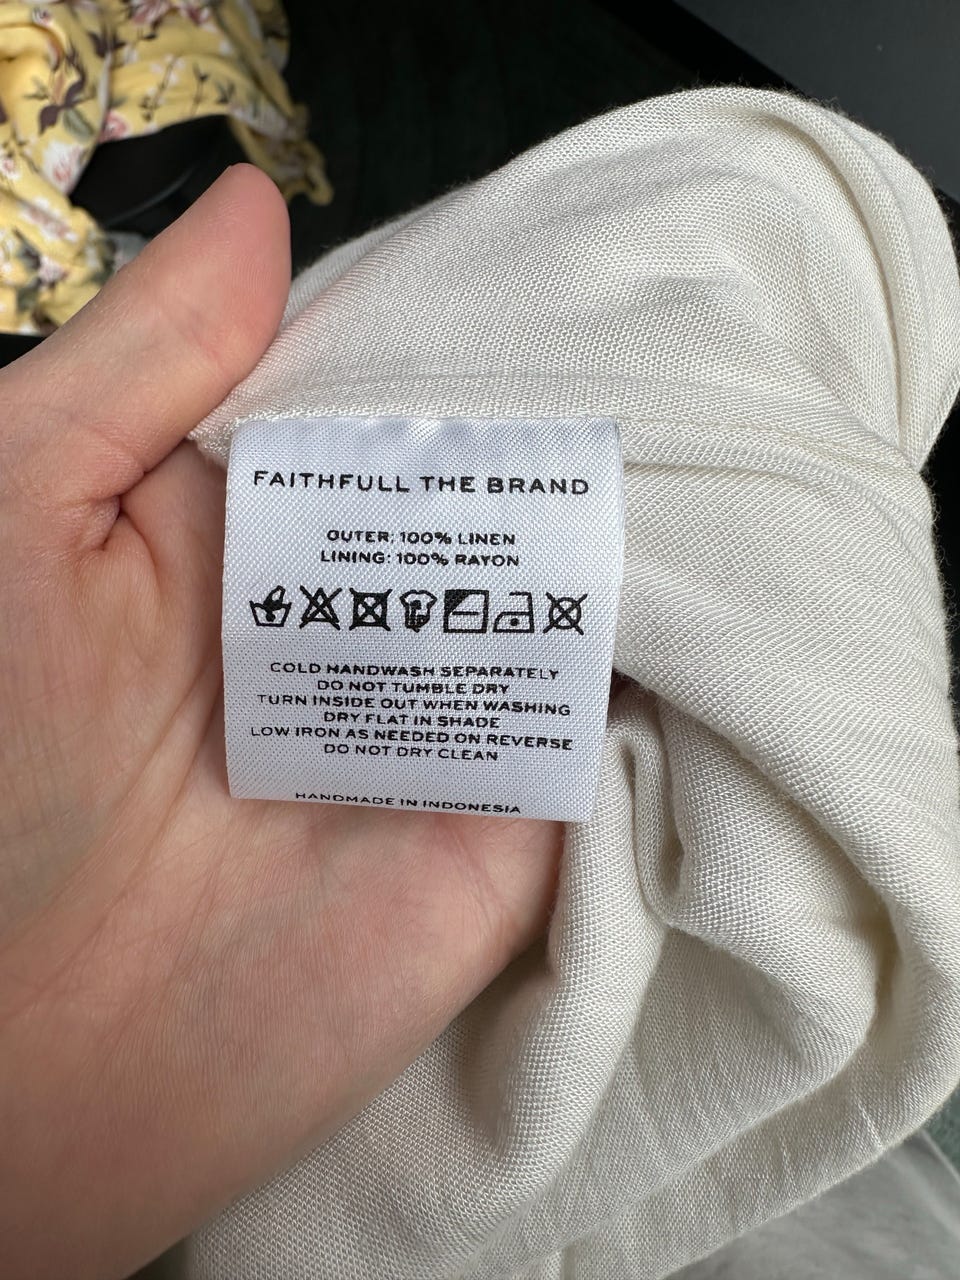 FAITHFULL THE BRAND
OUTER: 100% LINEN
LINING: 100% RAYON
COLD HANDWASH SEPARATELY
DO NOT TUMBLE DRY
TURN INSIDE OUT WHEN WASHING
DRY FLAT IN SHADE
LOW IRON AS NEEDED ON REVERSE
DO NOT DRY CLEAN
HANDMADE IN INDONESIA